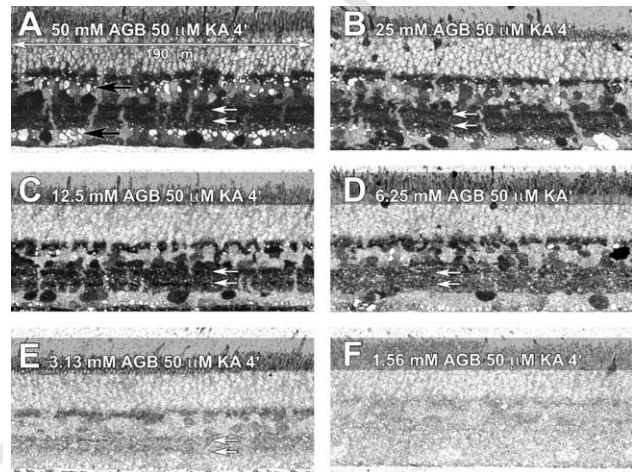 A 50 mM AGB 50 µM KA 4'
190 µm
B 25 mM AGB 50 µM KA 4'
C 12.5 mM AGB 50 µM KA 4'
D 6.25 mM AGB 50 µM KA'
E 3.13 mM AGB 50 µM KA 4'
F 1.56 mM AGB 50 µM KA 4'